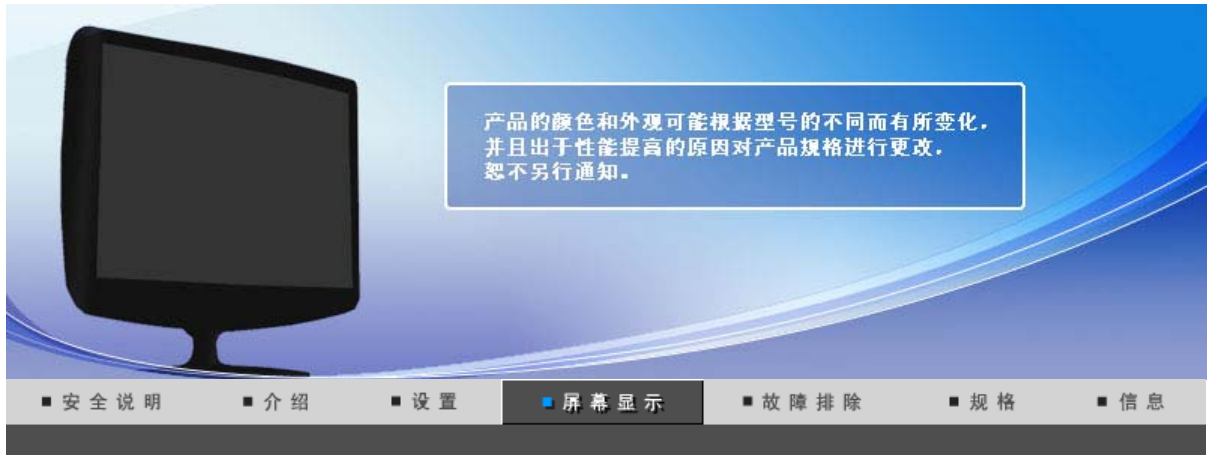 产品的颜色和外观可能根据型号的不同而有所变化，
并且出于性能提高的原因对产品规格进行更改，
恕不另行通知。
■安全说明 ■介绍 ■设置 ■屏幕显示 ■故障排除 ■规格 ■信息